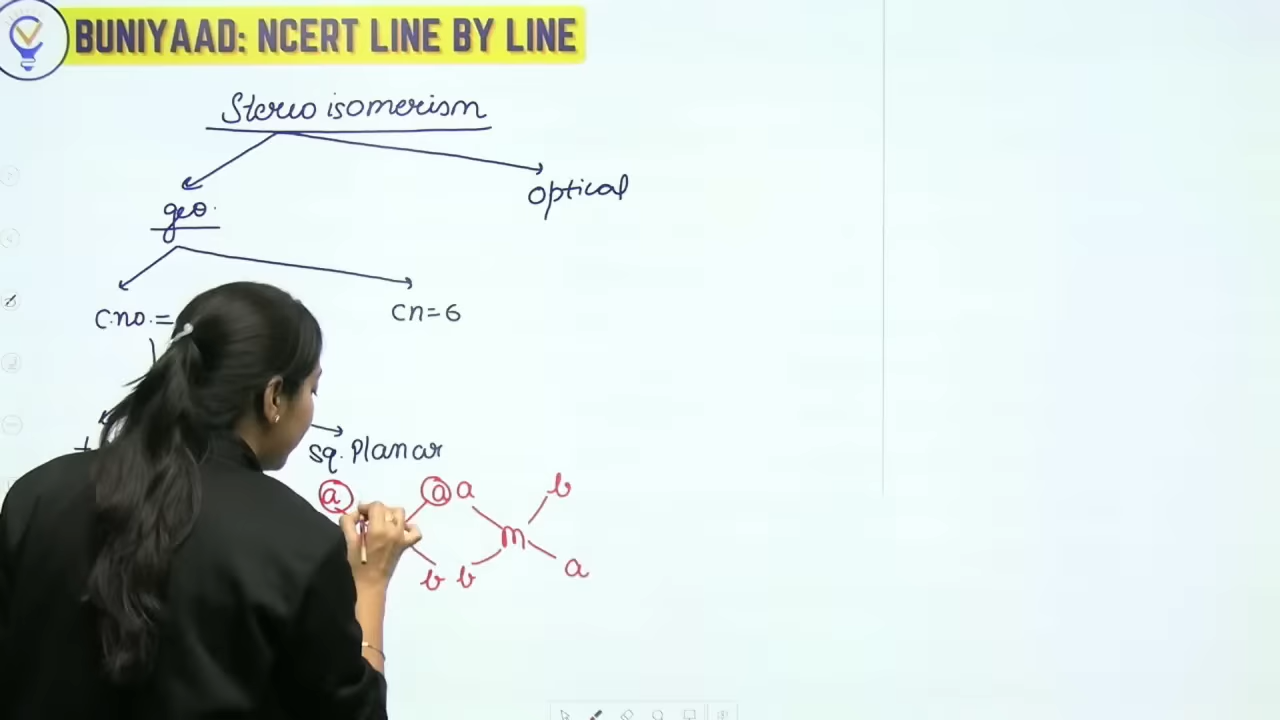 BUNIYAAD: NCERT LINE BY LINE
Stereo isomerism
geo.
optical
C.no. =
Cn = 6
sq. Planar
a
a
a
b
m
b
b
a